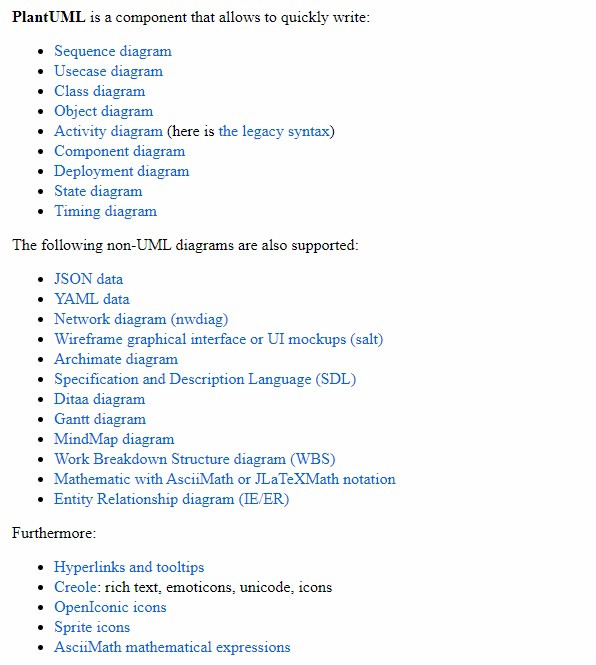 PlantUML is a component that allows to quickly write:
Sequence diagram
Usecase diagram
Class diagram
Object diagram
Activity diagram (here is the legacy syntax)
Component diagram
Deployment diagram
State diagram
Timing diagram
The following non-UML diagrams are also supported:
JSON data
YAML data
Network diagram (nwdiag)
Wireframe graphical interface or UI mockups (salt)
Archimate diagram
Specification and Description Language (SDL)
Ditaa diagram
Gantt diagram
MindMap diagram
Work Breakdown Structure diagram (WBS)
Mathematic with AsciiMath or JLaTeXMath notation
Entity Relationship diagram (IE/ER)
Furthermore:
Hyperlinks and tooltips
Creole: rich text, emoticons, unicode, icons
OpenIconic icons
Sprite icons
AsciiMath mathematical expressions